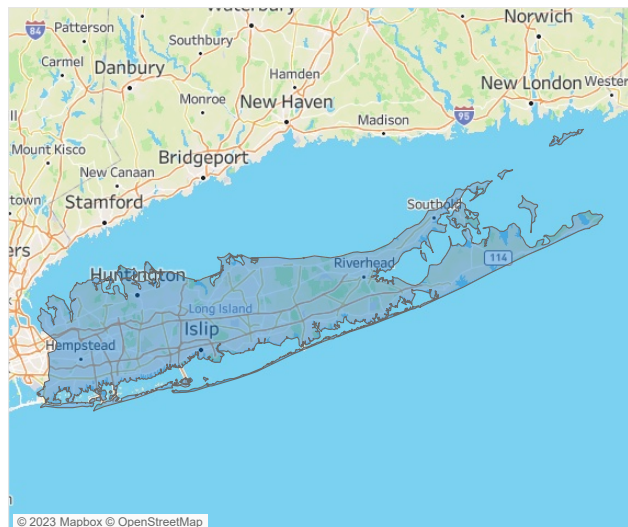 Waterbury
Norwich
84
Patterson
Southbury
Carmel
Danbury
Hamden
New London
Wester
Monroe
New Haven
95
Madison
Mount Kisco
Bridgeport
New Canaan
town
Stamford
Southold
ers
Riverhead
114
Huntington
Long Island
Islip
Hempstead
© 2023 Mapbox © OpenStreetMap